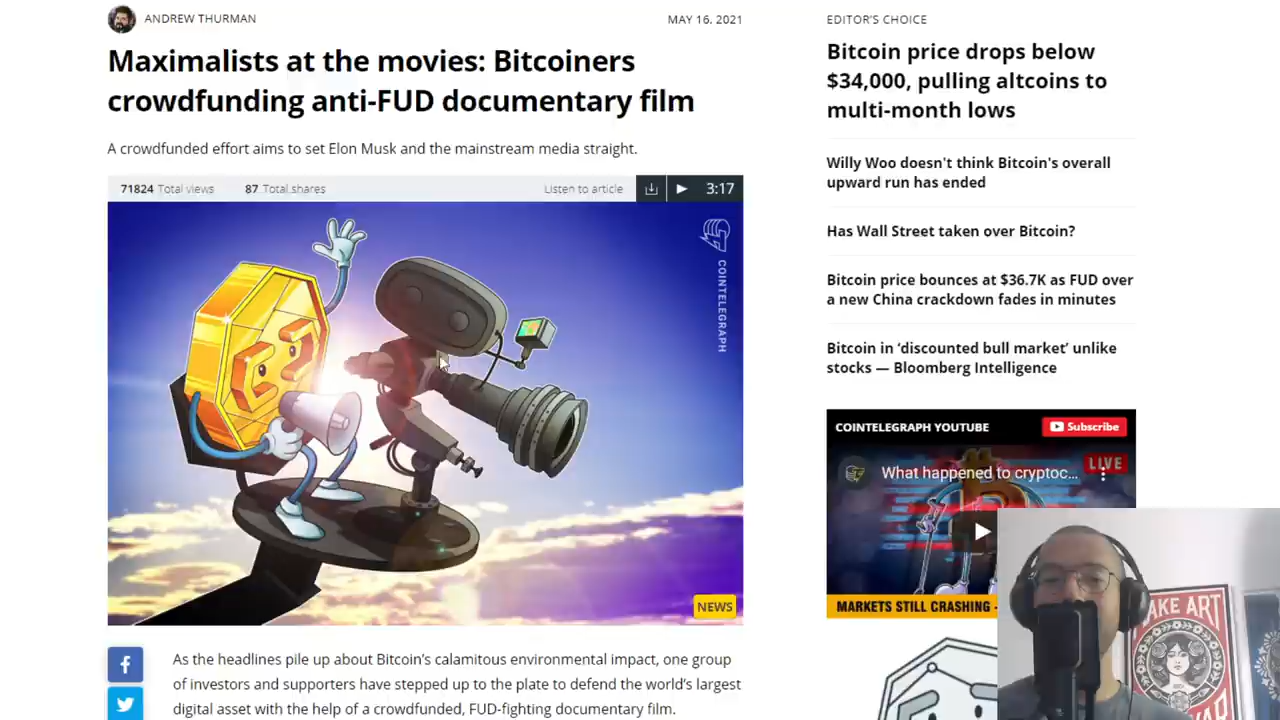 ANDREW THURMAN
MAY 16, 2021
Maximalists at the movies: Bitcoiners
crowdfunding anti-FUD documentary film
A crowdfunded effort aims to set Elon Musk and the mainstream media straight.
71824 Total views
87 Total shares
Listen to article
3:17
COINTELEGRAPH
NEWS
As the headlines pile up about Bitcoin's calamitous environmental impact, one group
of investors and supporters have stepped up to the plate to defend the world's largest
digital asset with the help of a crowdfunded, FUD-fighting documentary film.
EDITOR'S CHOICE
Bitcoin price drops below
$34,000, pulling altcoins to
multi-month lows
Willy Woo doesn't think Bitcoin's overall
upward run has ended
Has Wall Street taken over Bitcoin?
Bitcoin price bounces at $36.7K as FUD over
a new China crackdown fades in minutes
Bitcoin in ‘discounted bull market’ unlike
stocks — Bloomberg Intelligence
COINTELEGRAPH YOUTUBE
Subscribe
What happened to cryptoc...
LIVE
MARKETS STILL CRASHING -
AKE ART